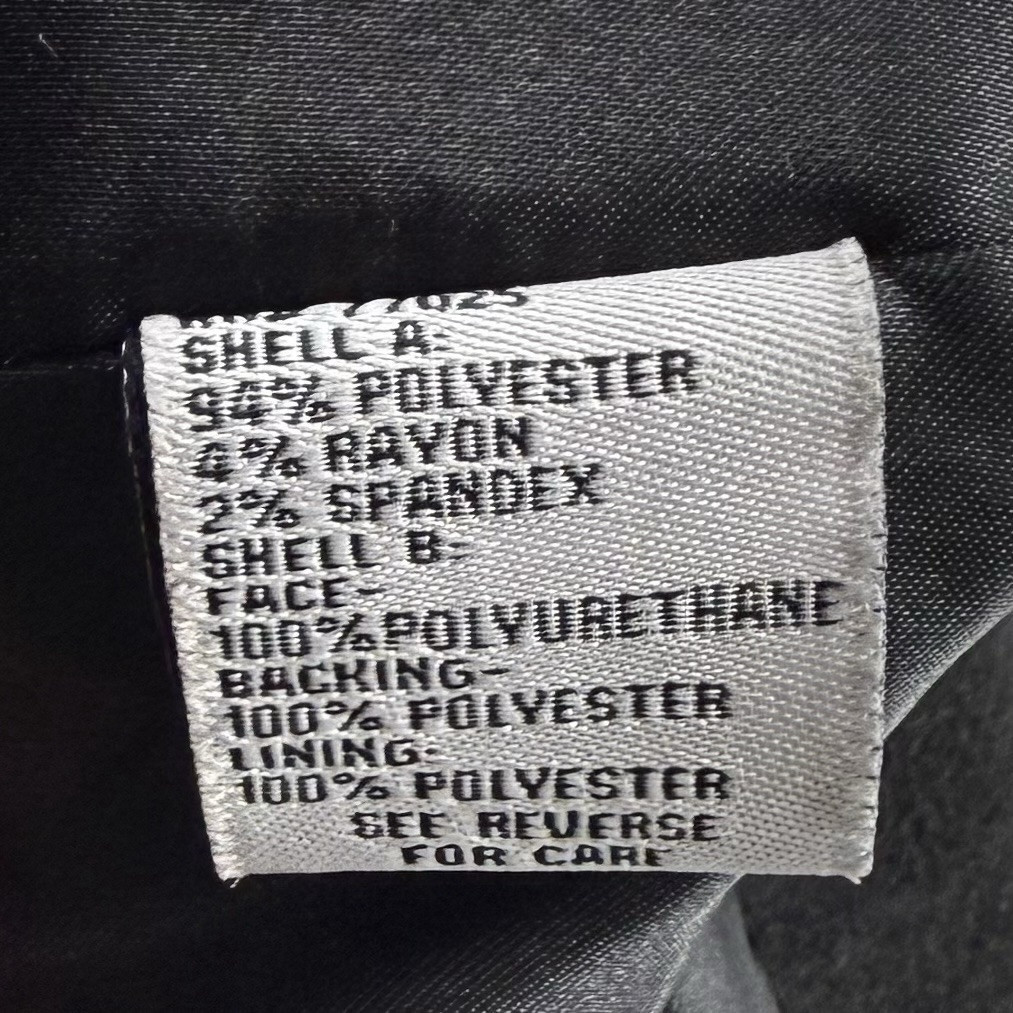 77023
SHELL A:
94% POLYESTER
4% RAYON
2% SPANDEX
SHELL B:
FACE-
100% POLYURETHANE
BACKING-
100% POLYESTER
LINING:
100% POLYESTER
SEE REVERSE
FOR CARE